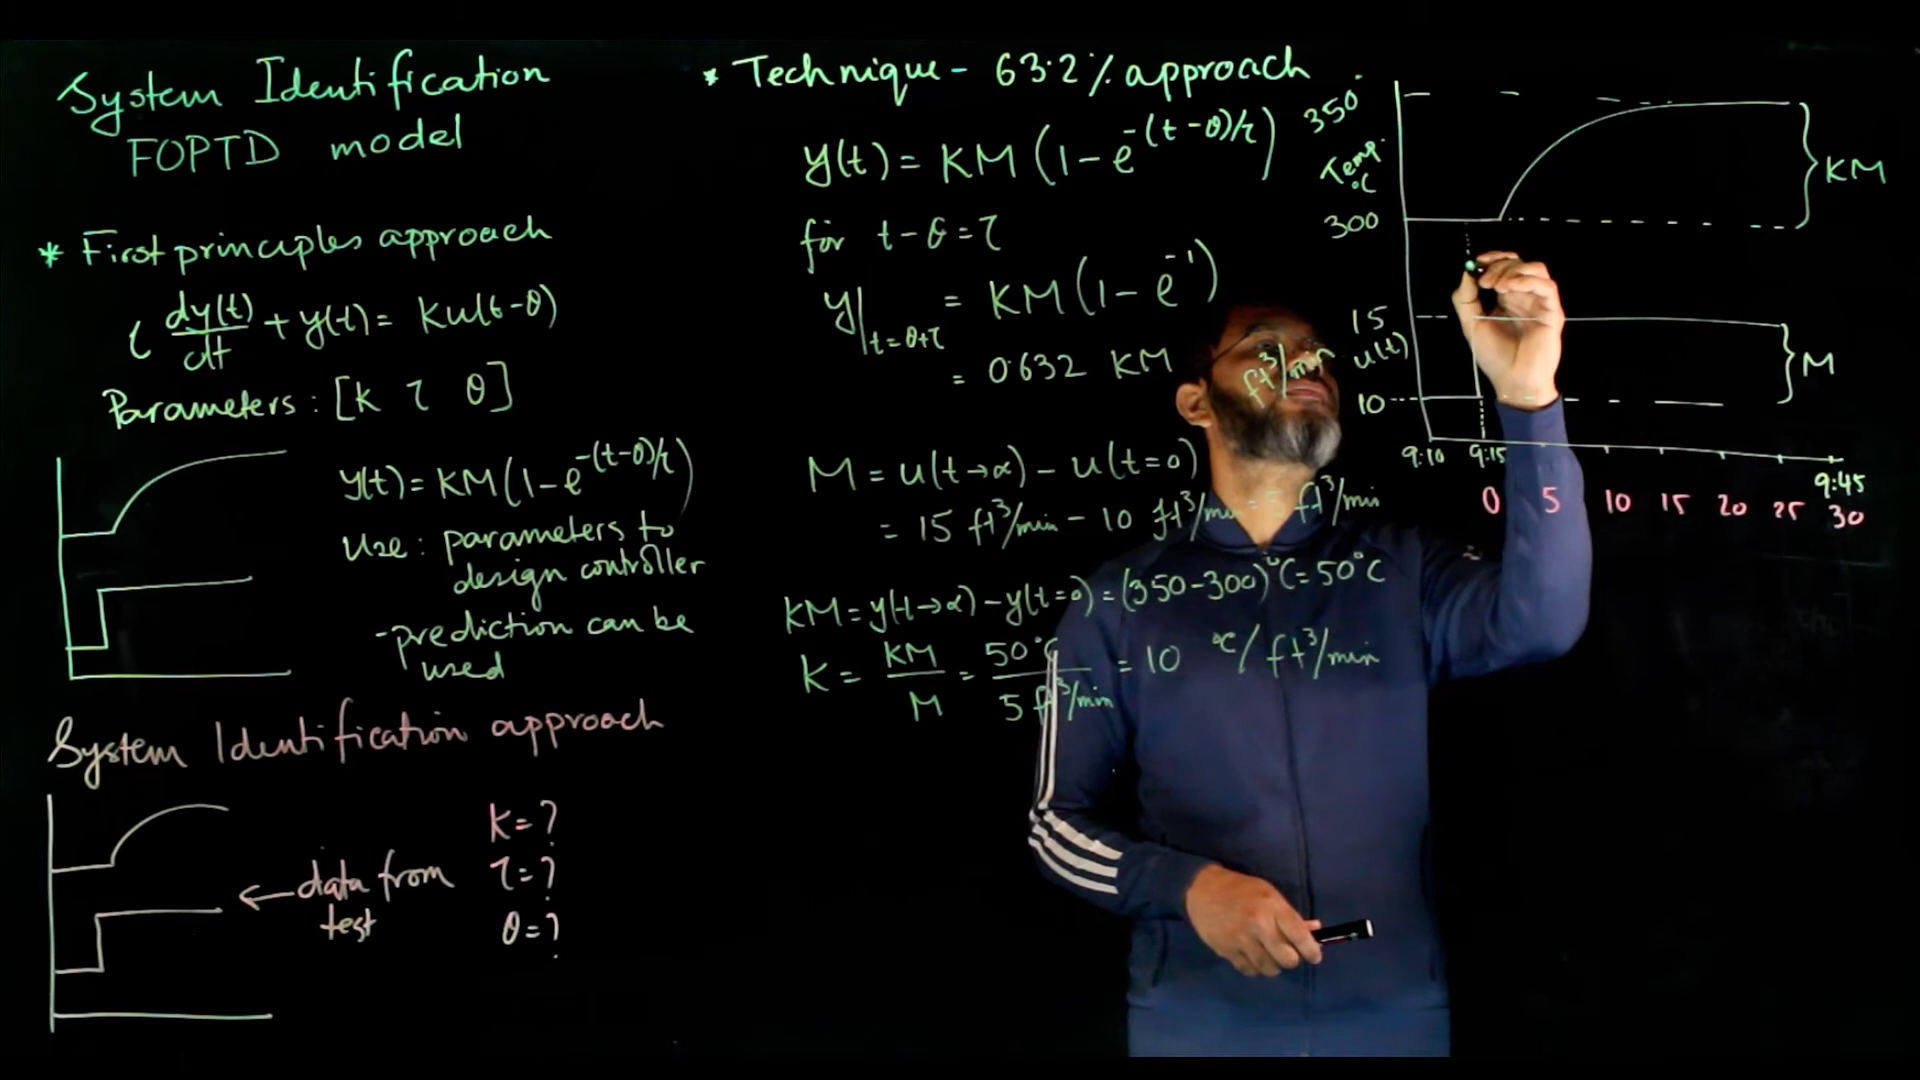 System Identification
FOPTD model
* First principles approach
τ dy(t)/dt + y(t) = Ku(t-θ)
Parameters: [K τ θ]
y(t) = KM(1-e^-(t-θ)/τ)
Use: parameters to
design controller
- prediction can be
used
System Identification approach
K = ?
τ = ?
θ = ?
← data from
test
* Technique - 63.2% approach
y(t) = KM(1-e^-(t-θ)/τ)
for t-θ = τ
y|t=θ+τ = KM(1-e^-1)
= 0.632 KM
M = u(t→∝) - u(t=0)
= 15 ft³/min - 10 ft³/min = 5 ft³/min
KM = y(t→∝) - y(t=0) = (350-300)°C = 50°C
K = KM/M = 50°C/5 ft³/min = 10 °C/ft³/min
350°
Temp.
°C
300
KM
15
u(t)
ft³/min
10
M
9:10 9:15 9:45
0 5 10 15 20 25 30